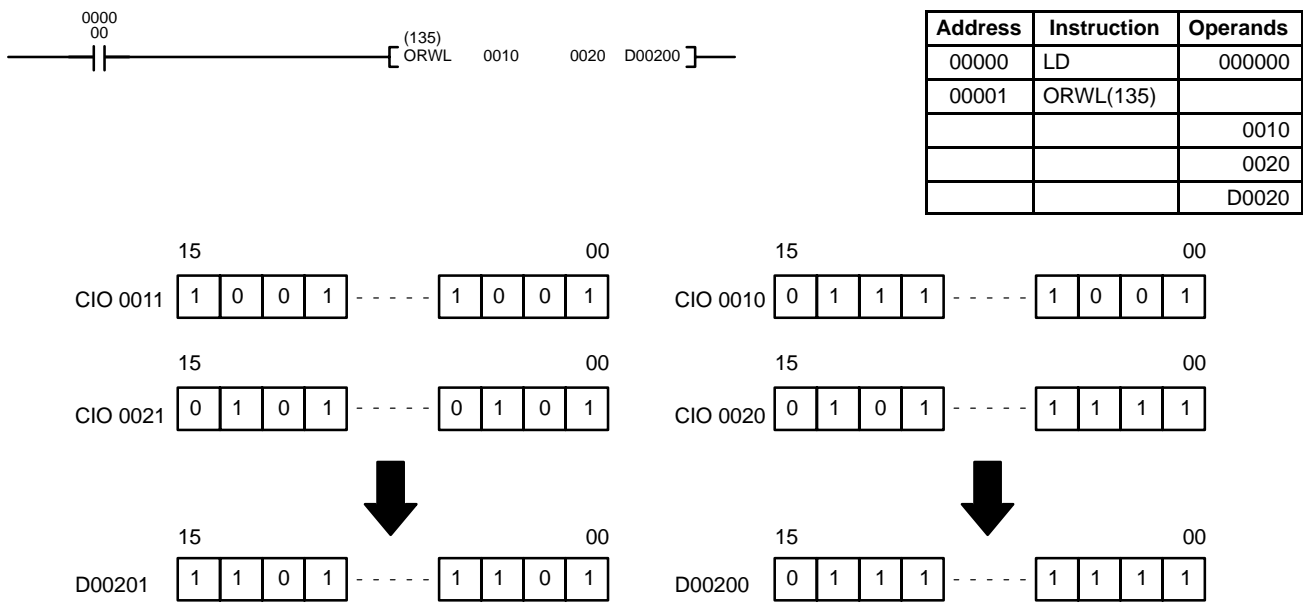 0000
00
(135)
ORWL 0010 0020 D00200
Address Instruction Operands
00000 LD 000000
00001 ORWL(135)
0010
0020
D0020
15 00 15 00
CIO 0011 1 0 0 1 - - - - - 1 0 0 1 CIO 0010 0 1 1 1 - - - - - 1 0 0 1
15 00 15 00
CIO 0021 0 1 0 1 - - - - - 0 1 0 1 CIO 0020 0 1 0 1 - - - - - 1 1 1 1
15 00 15 00
D00201 1 1 0 1 - - - - - 1 1 0 1 D00200 0 1 1 1 - - - - - 1 1 1 1